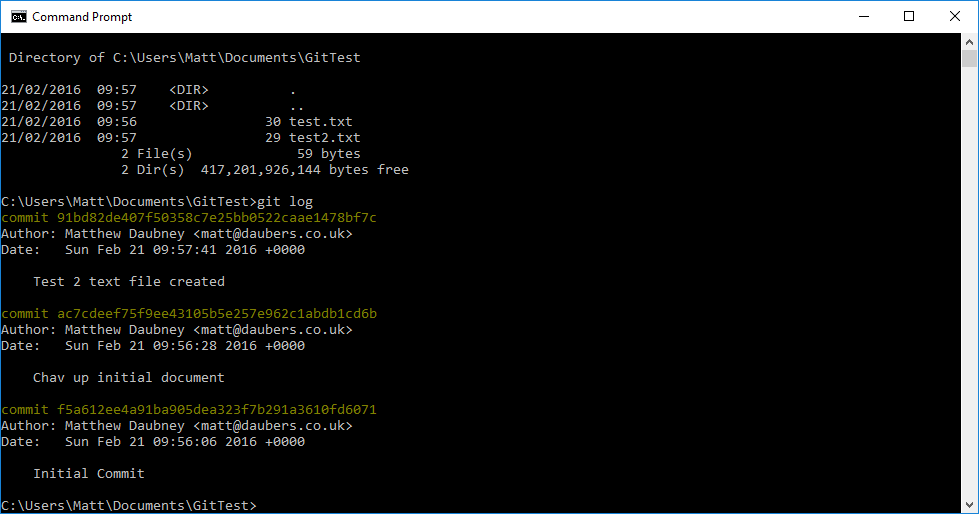 Command Prompt
Directory of C:\Users\Matt\Documents\GitTest
21/02/2016  09:57    <DIR>          .
21/02/2016  09:57    <DIR>          ..
21/02/2016  09:56                30 test.txt
21/02/2016  09:57                29 test2.txt
2 File(s)             59 bytes
2 Dir(s)  417,201,926,144 bytes free
C:\Users\Matt\Documents\GitTest>git log
commit 91bd82de407f50358c7e25bb0522caae1478bf7c
Author: Matthew Daubney <matt@daubers.co.uk>
Date:   Sun Feb 21 09:57:41 2016 +0000
Test 2 text file created
commit ac7cdeef75f9ee43105b5e257e962c1abdb1cd6b
Author: Matthew Daubney <matt@daubers.co.uk>
Date:   Sun Feb 21 09:56:28 2016 +0000
Chav up initial document
commit f5a612ee4a91ba905dea323f7b291a3610fd6071
Author: Matthew Daubney <matt@daubers.co.uk>
Date:   Sun Feb 21 09:56:06 2016 +0000
Initial Commit
C:\Users\Matt\Documents\GitTest>